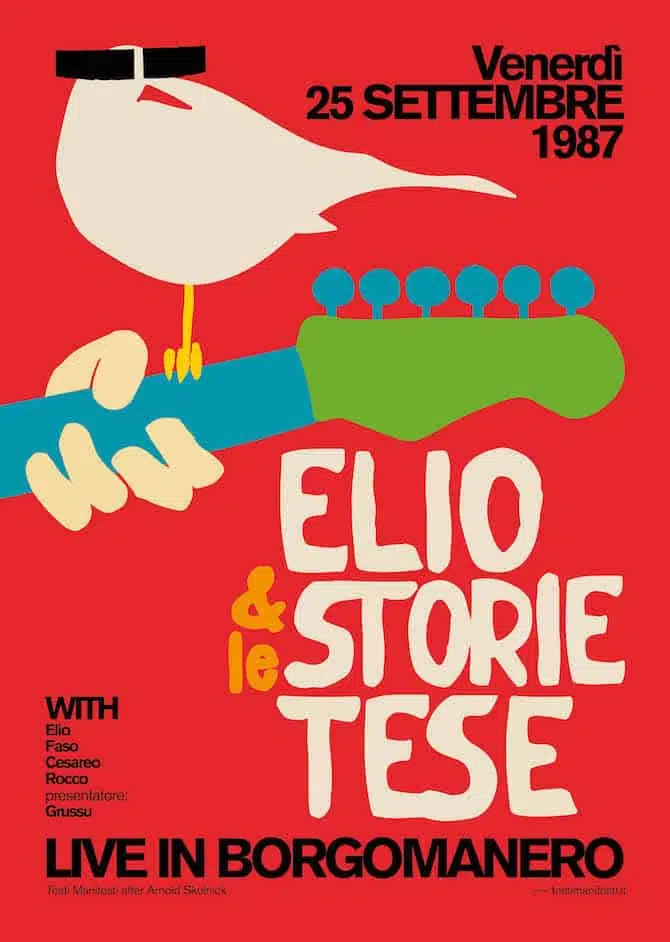 Venerdì
25 SETTEMBRE
1987
ELIO
& le STORIE
TESE
WITH
Elio
Faso
Cesareo
Rocco
presentatore:
Grussu
LIVE IN BORGOMANERO
Testi Manifesti after Arnold Skolnick